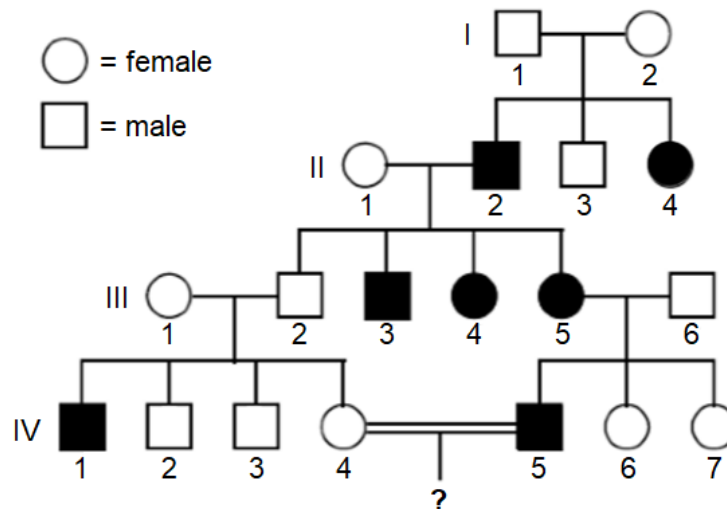 I
1 2
= female
= male
II
1 2 3 4
III
1 2 3 4 5 6
IV
1 2 3 4 5 6 7
?